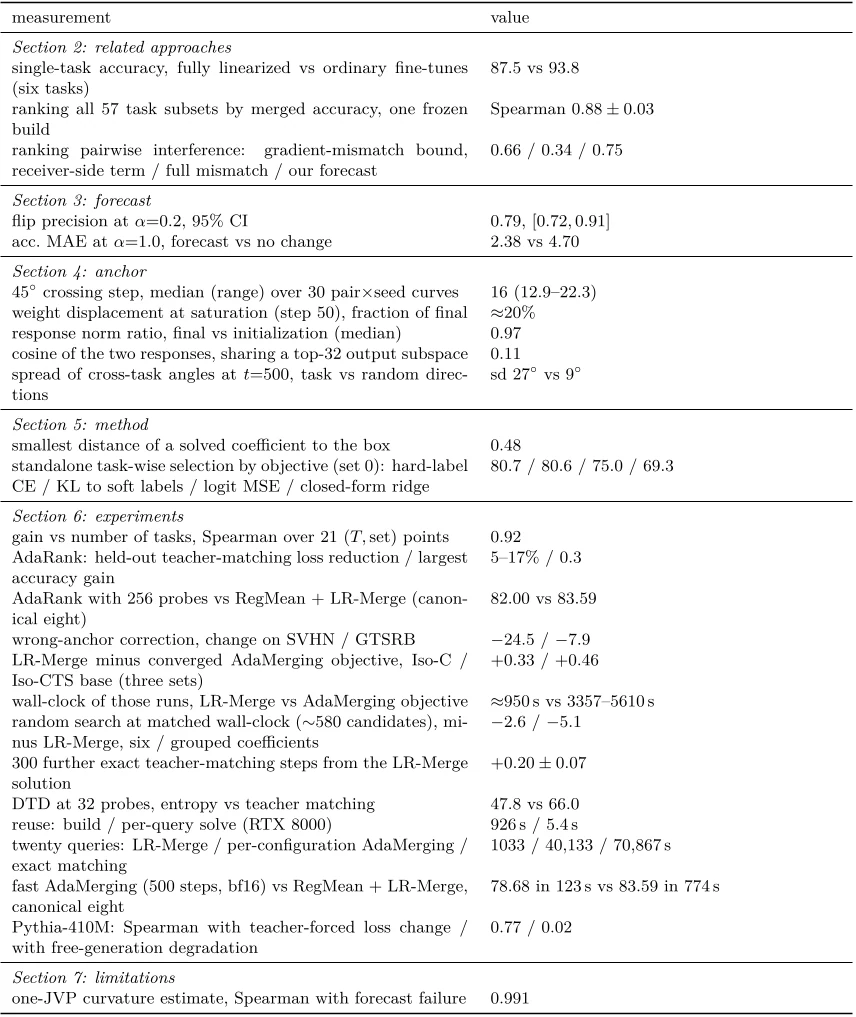 measurement value
Section 2: related approaches
single-task accuracy, fully linearized vs ordinary fine-tunes 87.5 vs 93.8
(six tasks)
ranking all 57 task subsets by merged accuracy, one frozen Spearman 0.88 ± 0.03
build
ranking pairwise interference: gradient-mismatch bound, 0.66 / 0.34 / 0.75
receiver-side term / full mismatch / our forecast
Section 3: forecast
flip precision at α=0.2, 95% CI 0.79, [0.72, 0.91]
acc. MAE at α=1.0, forecast vs no change 2.38 vs 4.70
Section 4: anchor
45° crossing step, median (range) over 30 pair×seed curves 16 (12.9–22.3)
weight displacement at saturation (step 50), fraction of final ≈20%
response norm ratio, final vs initialization (median) 0.97
cosine of the two responses, sharing a top-32 output subspace 0.11
spread of cross-task angles at t=500, task vs random direc- sd 27° vs 9°
tions
Section 5: method
smallest distance of a solved coefficient to the box 0.48
standalone task-wise selection by objective (set 0): hard-label 80.7 / 80.6 / 75.0 / 69.3
CE / KL to soft labels / logit MSE / closed-form ridge
Section 6: experiments
gain vs number of tasks, Spearman over 21 (T, set) points 0.92
AdaRank: held-out teacher-matching loss reduction / largest 5–17% / 0.3
accuracy gain
AdaRank with 256 probes vs RegMean + LR-Merge (canon- 82.00 vs 83.59
ical eight)
wrong-anchor correction, change on SVHN / GTSRB −24.5 / −7.9
LR-Merge minus converged AdaMerging objective, Iso-C / +0.33 / +0.46
Iso-CTS base (three sets)
wall-clock of those runs, LR-Merge vs AdaMerging objective ≈950 s vs 3357–5610 s
random search at matched wall-clock (∼580 candidates), mi- −2.6 / −5.1
nus LR-Merge, six / grouped coefficients
300 further exact teacher-matching steps from the LR-Merge +0.20 ± 0.07
solution
DTD at 32 probes, entropy vs teacher matching 47.8 vs 66.0
reuse: build / per-query solve (RTX 8000) 926 s / 5.4 s
twenty queries: LR-Merge / per-configuration AdaMerging / 1033 / 40,133 / 70,867 s
exact matching
fast AdaMerging (500 steps, bf16) vs RegMean + LR-Merge, 78.68 in 123 s vs 83.59 in 774 s
canonical eight
Pythia-410M: Spearman with teacher-forced loss change / 0.77 / 0.02
with free-generation degradation
Section 7: limitations
one-JVP curvature estimate, Spearman with forecast failure 0.991